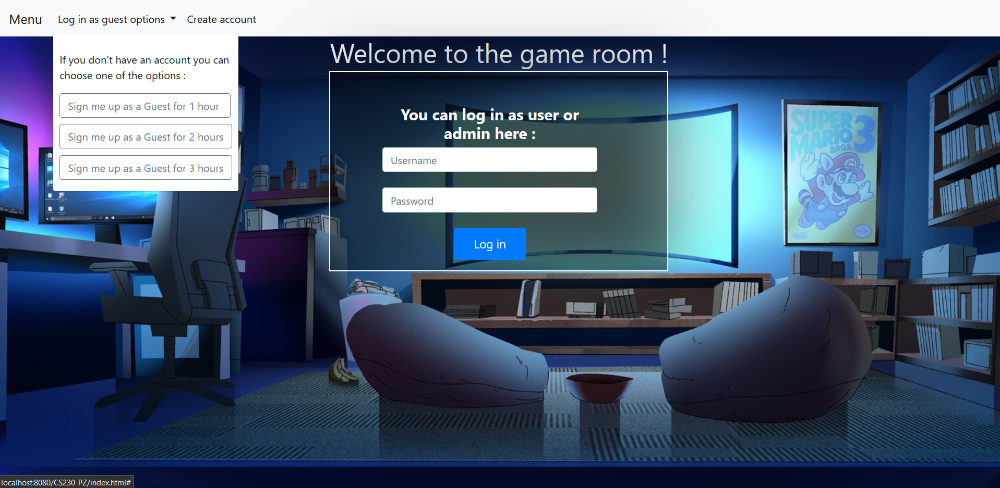 Menu
Log in as guest options
Create account
If you don't have an account you can
choose one of the options :
Sign me up as a Guest for 1 hour
Sign me up as a Guest for 2 hours
Sign me up as a Guest for 3 hours
Welcome to the game room !
You can log in as user or
admin here :
Username
Password
Log in
SUPER
MARIO 3
BROS.
localhost:8080/CS230-PZ/index.html#